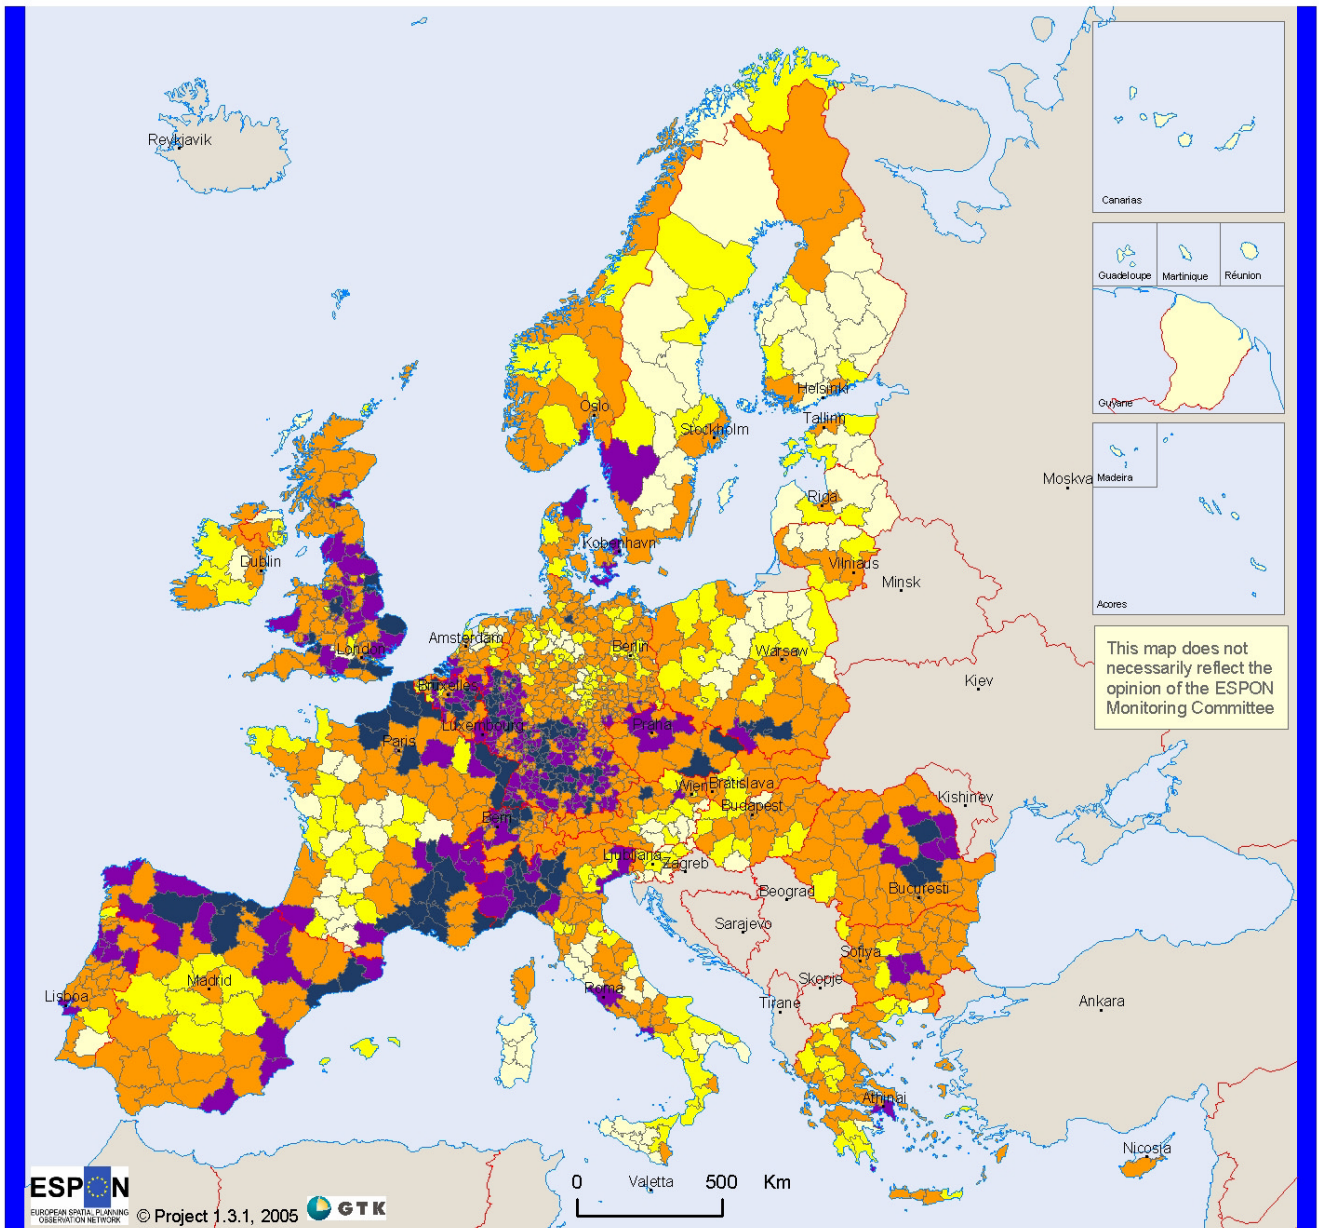 Reykjavik
Canarias
Guadeloupe
Martinique
Réunion
Guyane
Helsinki
Oslo
Stockholm
Tallinn
Moskva
Madeira
Riga
København
Dublin
Vilniads
Minsk
Acores
Amsterdam
London
Berlin
Warsaw
This map does not
necessarily reflect the
opinion of the ESPON
Monitoring Committee
Kiev
Bruxelles
Luxembourg
Praha
Paris
Wien
Bratislava
Budapest
Kishinev
Bern
Ljubljana
Zagreb
Beograd
Bucuresti
Sarajevo
Sofiya
Madrid
Lisboa
Roma
Skopje
Tirane
Ankara
Athinai
Nicosia
Valetta
0 500 Km
ESPON
EUROPEAN SPATIAL PLANNING
OBSERVATION NETWORK
© Project 1.3.1, 2005
GTK